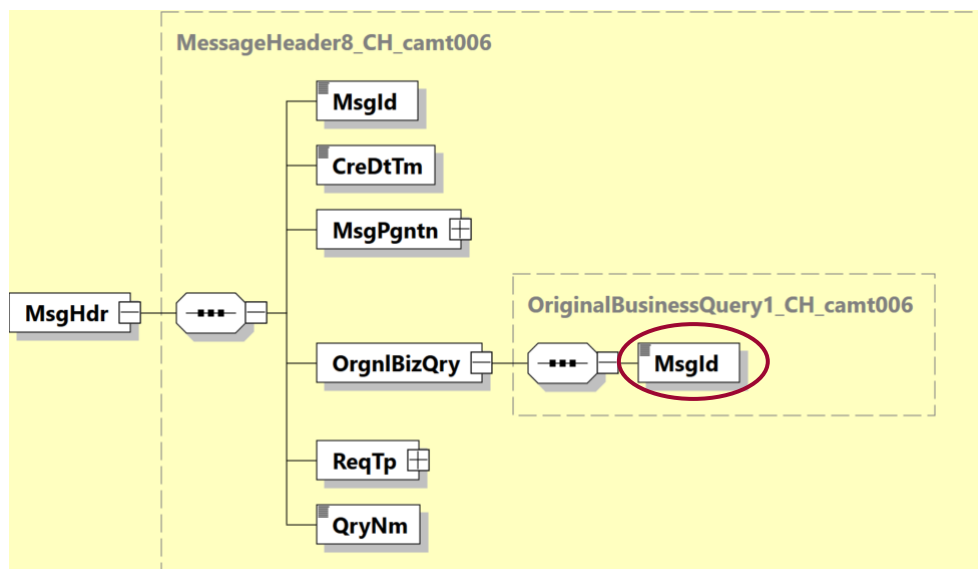 MessageHeader8_CH_camt006
MsgId
CreDtTm
MsgPgntn
MsgHdr
OriginalBusinessQuery1_CH_camt006
OrgnlBizQry
MsgId
ReqTp
QryNm